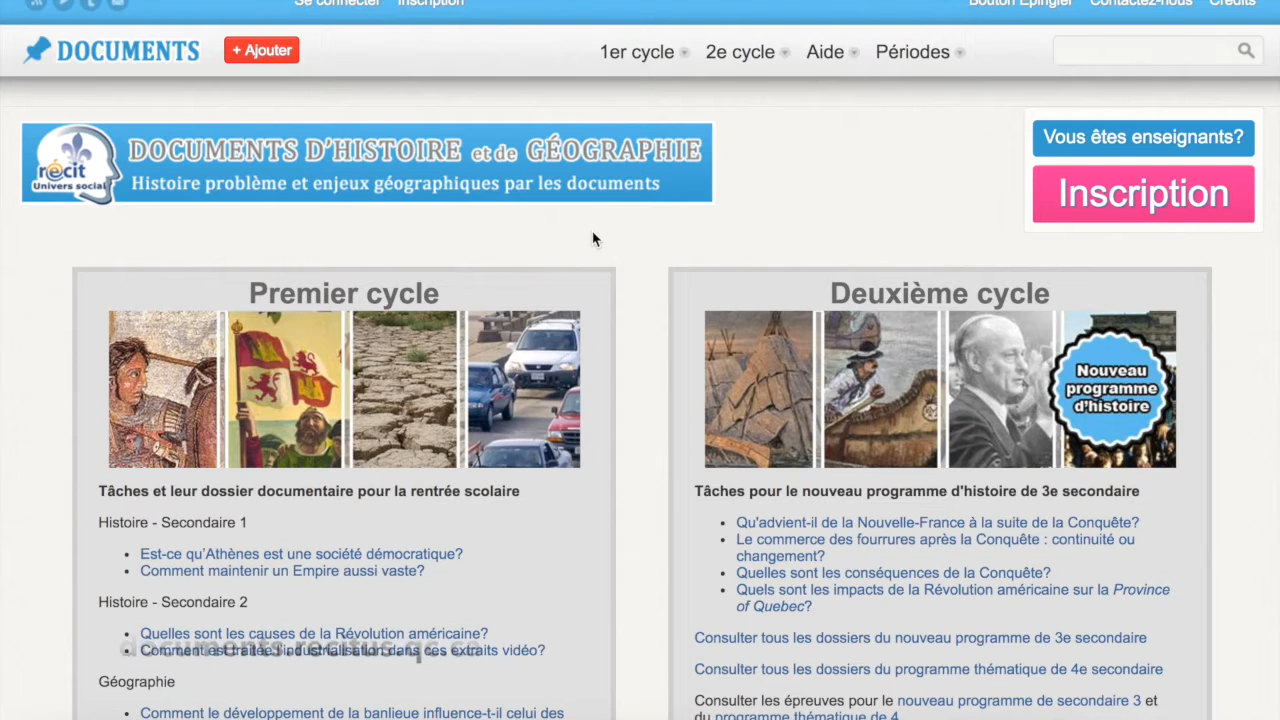 Se connecter Inscription
Bouton Épingler Contactez-nous Crédits
DOCUMENTS
+ Ajouter
1er cycle 2e cycle Aide Périodes
récit
Univers social
DOCUMENTS D'HISTOIRE et de GÉOGRAPHIE
Histoire problème et enjeux géographiques par les documents
Vous êtes enseignants?
Inscription
Premier cycle
Tâches et leur dossier documentaire pour la rentrée scolaire
Histoire - Secondaire 1
Est-ce qu'Athènes est une société démocratique?
Comment maintenir un Empire aussi vaste?
Histoire - Secondaire 2
Quelles sont les causes de la Révolution américaine?
Comment est traitée l'industrialisation dans ces extraits vidéo?
documents.recitus.qc.ca
Géographie
Comment le développement de la banlieue influence-t-il celui des
Deuxième cycle
Nouveau
programme
d'histoire
Tâches pour le nouveau programme d'histoire de 3e secondaire
Qu'advient-il de la Nouvelle-France à la suite de la Conquête?
Le commerce des fourrures après la Conquête : continuité ou
changement?
Quelles sont les conséquences de la Conquête?
Quels sont les impacts de la Révolution américaine sur la Province
of Quebec?
Consulter tous les dossiers du nouveau programme de 3e secondaire
Consulter tous les dossiers du programme thématique de 4e secondaire
Consulter les épreuves pour le nouveau programme de secondaire 3 et
du programme thématique de 4